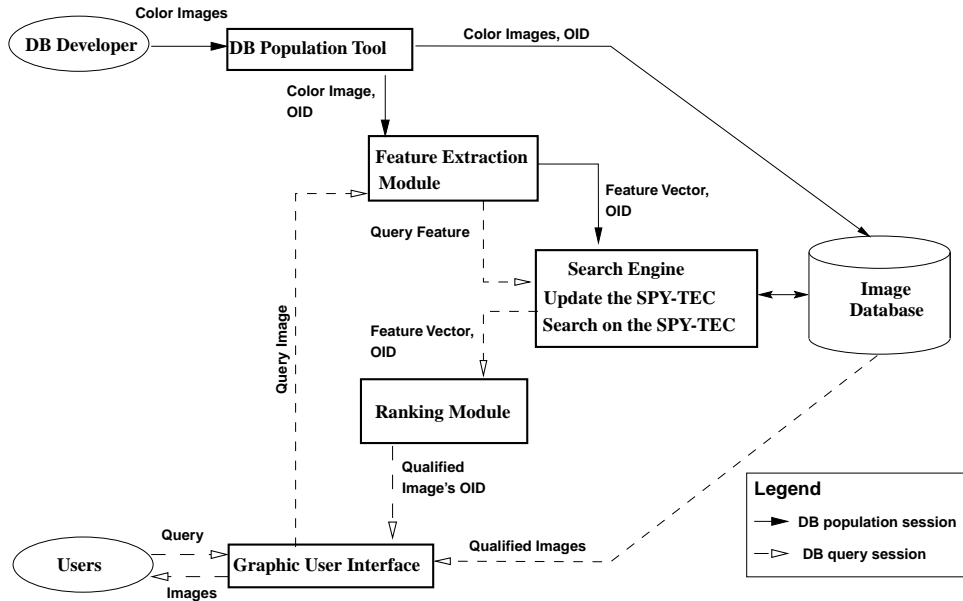 Color Images
DB Developer
DB Population Tool
Color Images, OID
Color Image,
OID
Feature Extraction
Module
Feature Vector,
OID
Query Feature
Search Engine
Update the SPY-TEC
Search on the SPY-TEC
Image
Database
Query Image
Feature Vector,
OID
Ranking Module
Qualified
Image's OID
Legend
DB population session
DB query session
Users
Query
Images
Graphic User Interface
Qualified Images